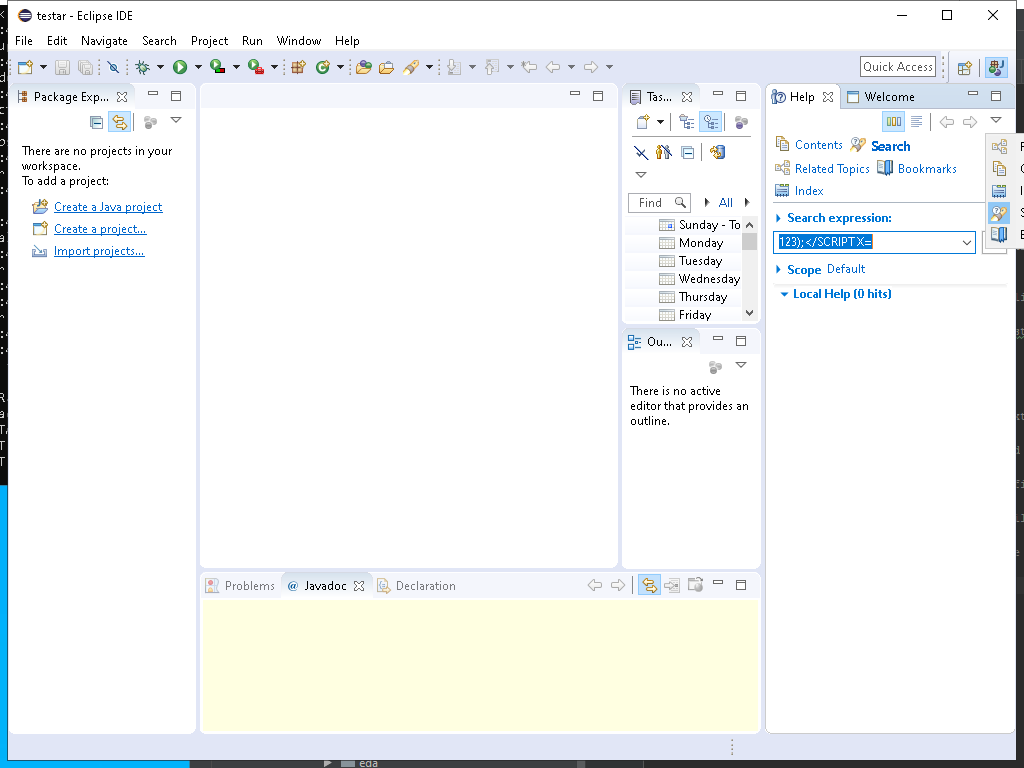 testar - Eclipse IDE
File Edit Navigate Search Project Run Window Help
Quick Access
Package Exp...
There are no projects in your
workspace.
To add a project:
Create a Java project
Create a project...
Import projects...
Tas...
Find
All
Sunday - To
Monday
Tuesday
Wednesday
Thursday
Friday
Ou...
There is no active
editor that provides an
outline.
Help
Welcome
Contents
Search
Related Topics
Bookmarks
Index
Search expression:
123);</SCRIPT X=
Scope Default
Local Help (0 hits)
Problems
@ Javadoc
Declaration
eda